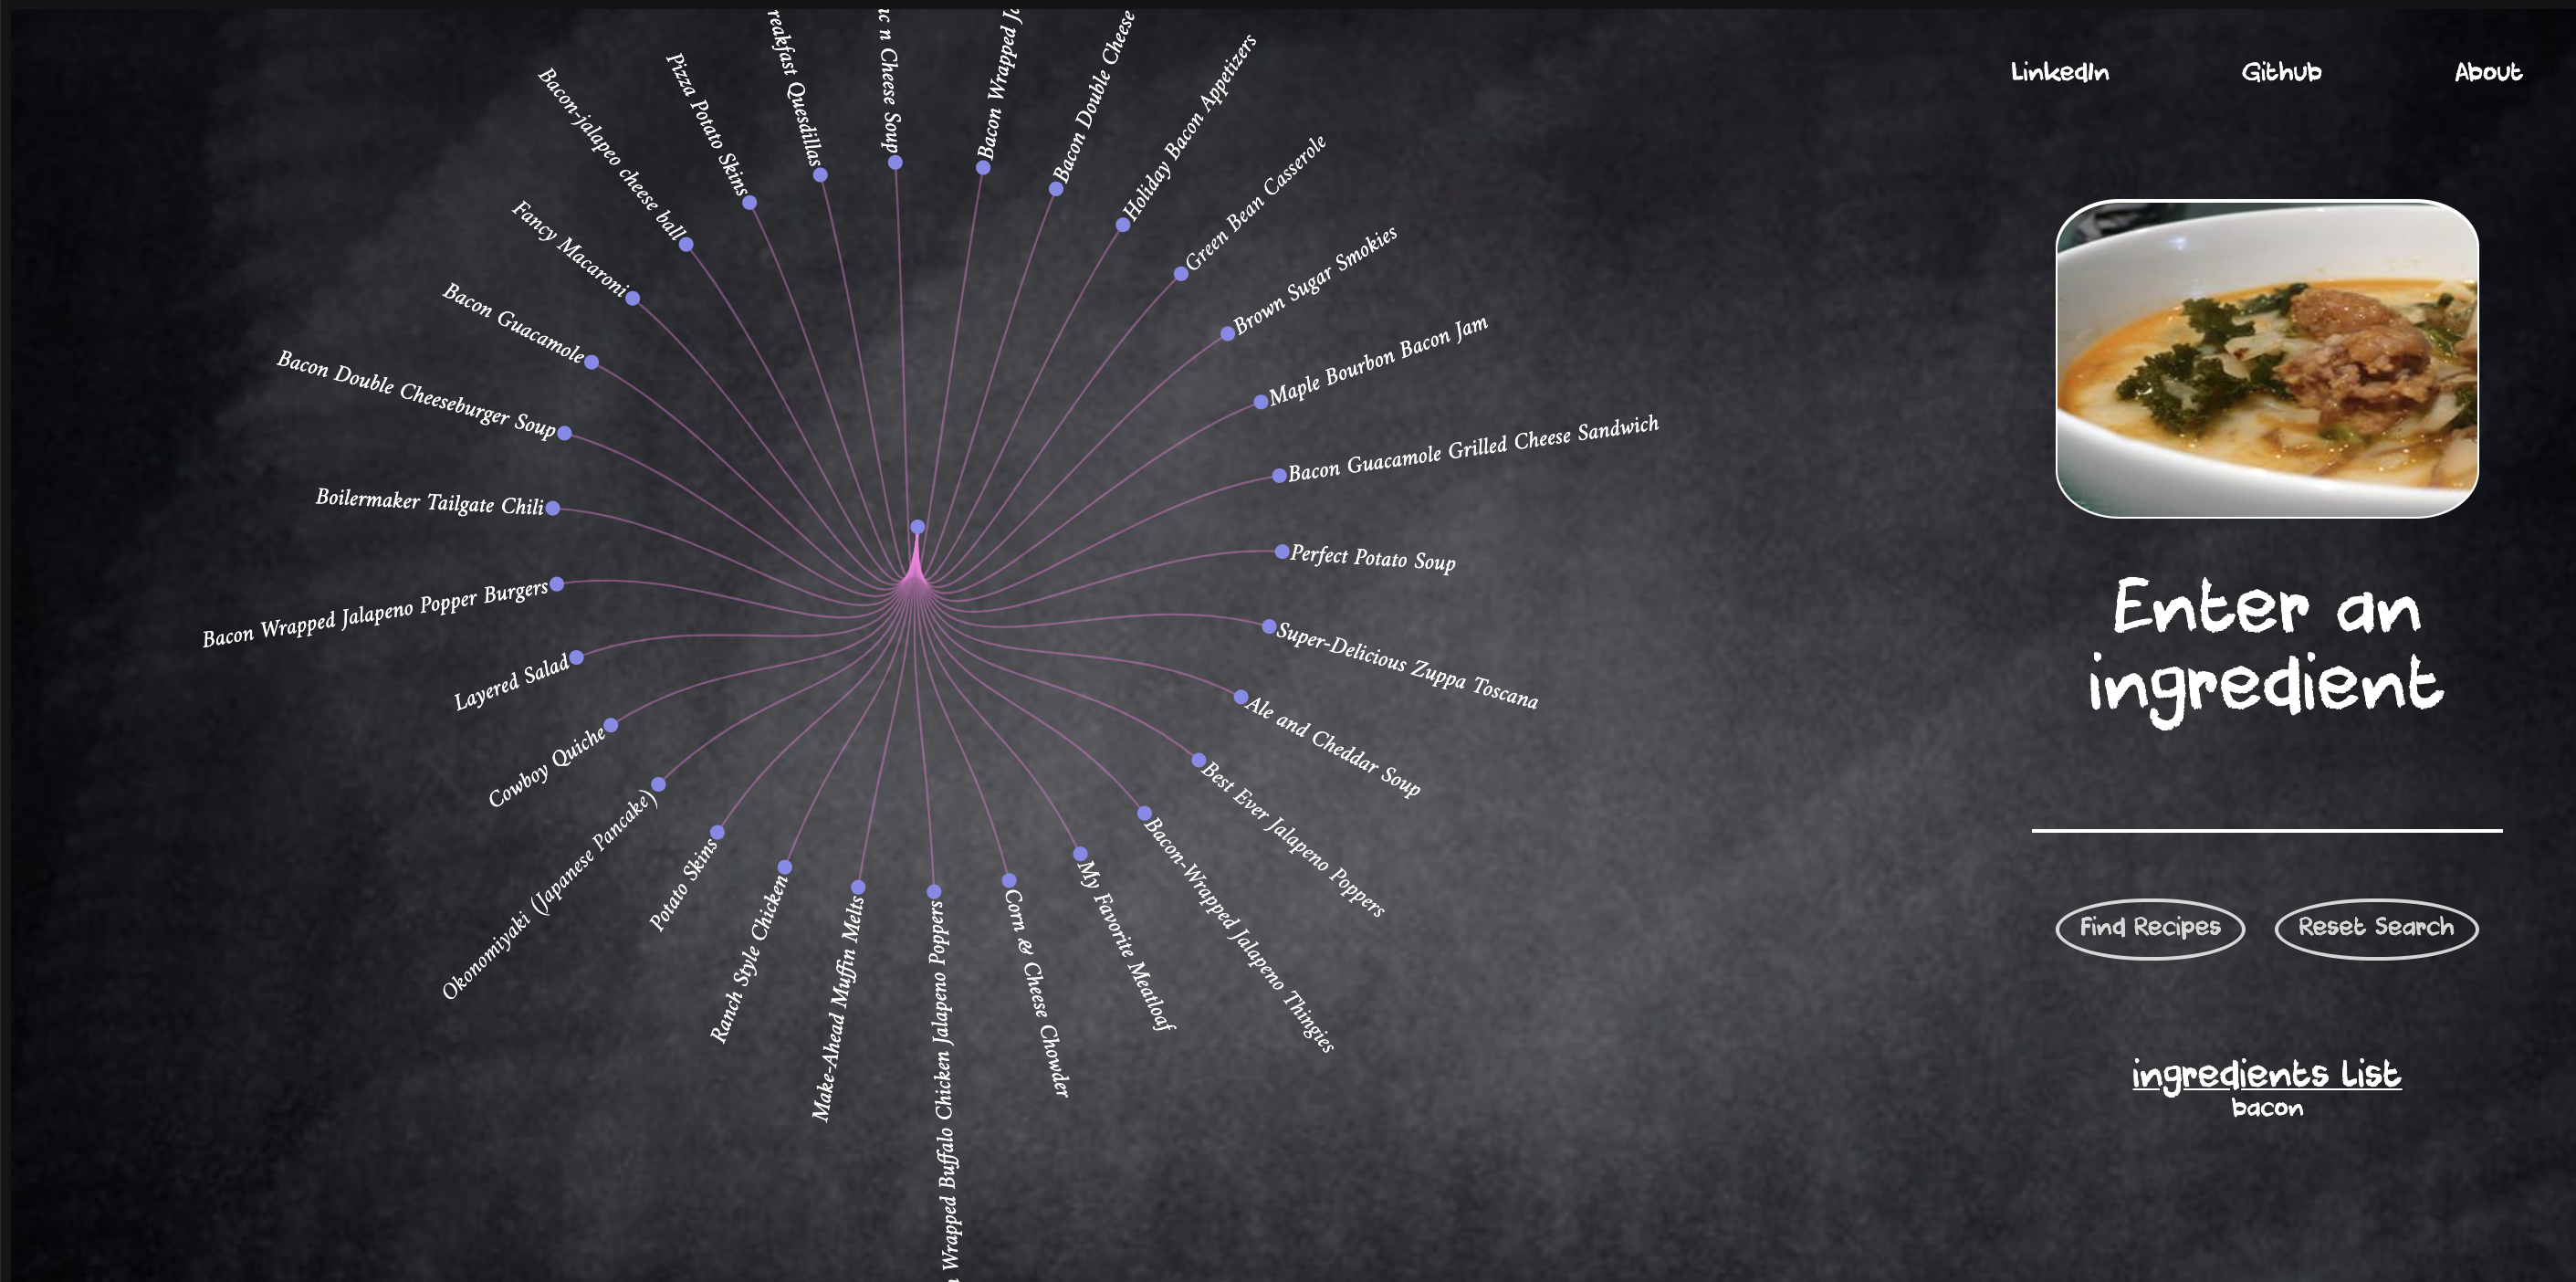 LinkedIn
Github
About
Enter an
ingredient
Find Recipes
Reset Search
ingredients List
bacon
Bacon Wrapped
Bacon Double Cheese
Holiday Bacon Appetizers
Green Bean Casserole
Brown Sugar Smokies
Maple Bourbon Bacon Jam
Bacon Guacamole Grilled Cheese Sandwich
Perfect Potato Soup
Super-Delicious Zuppa Toscana
Ale and Cheddar Soup
Best Ever Jalapeno Poppers
Bacon-Wrapped Jalapeno Thingies
My Favorite Meatloaf
Corn & Cheese Chowder
Wrapped Buffalo Chicken Jalapeno Poppers
Make-Ahead Muffin Melts
Ranch Style Chicken
Potato Skins
Okonomiyaki (Japanese Pancake)
Cowboy Quiche
Layered Salad
Bacon Wrapped Jalapeno Popper Burgers
Boilermaker Tailgate Chili
Bacon Double Cheeseburger Soup
Bacon Guacamole
Fancy Macaroni
Bacon-jalapeo cheese ball
Pizza Potato Skins
reakfast Quesdillas
n Cheese Soup